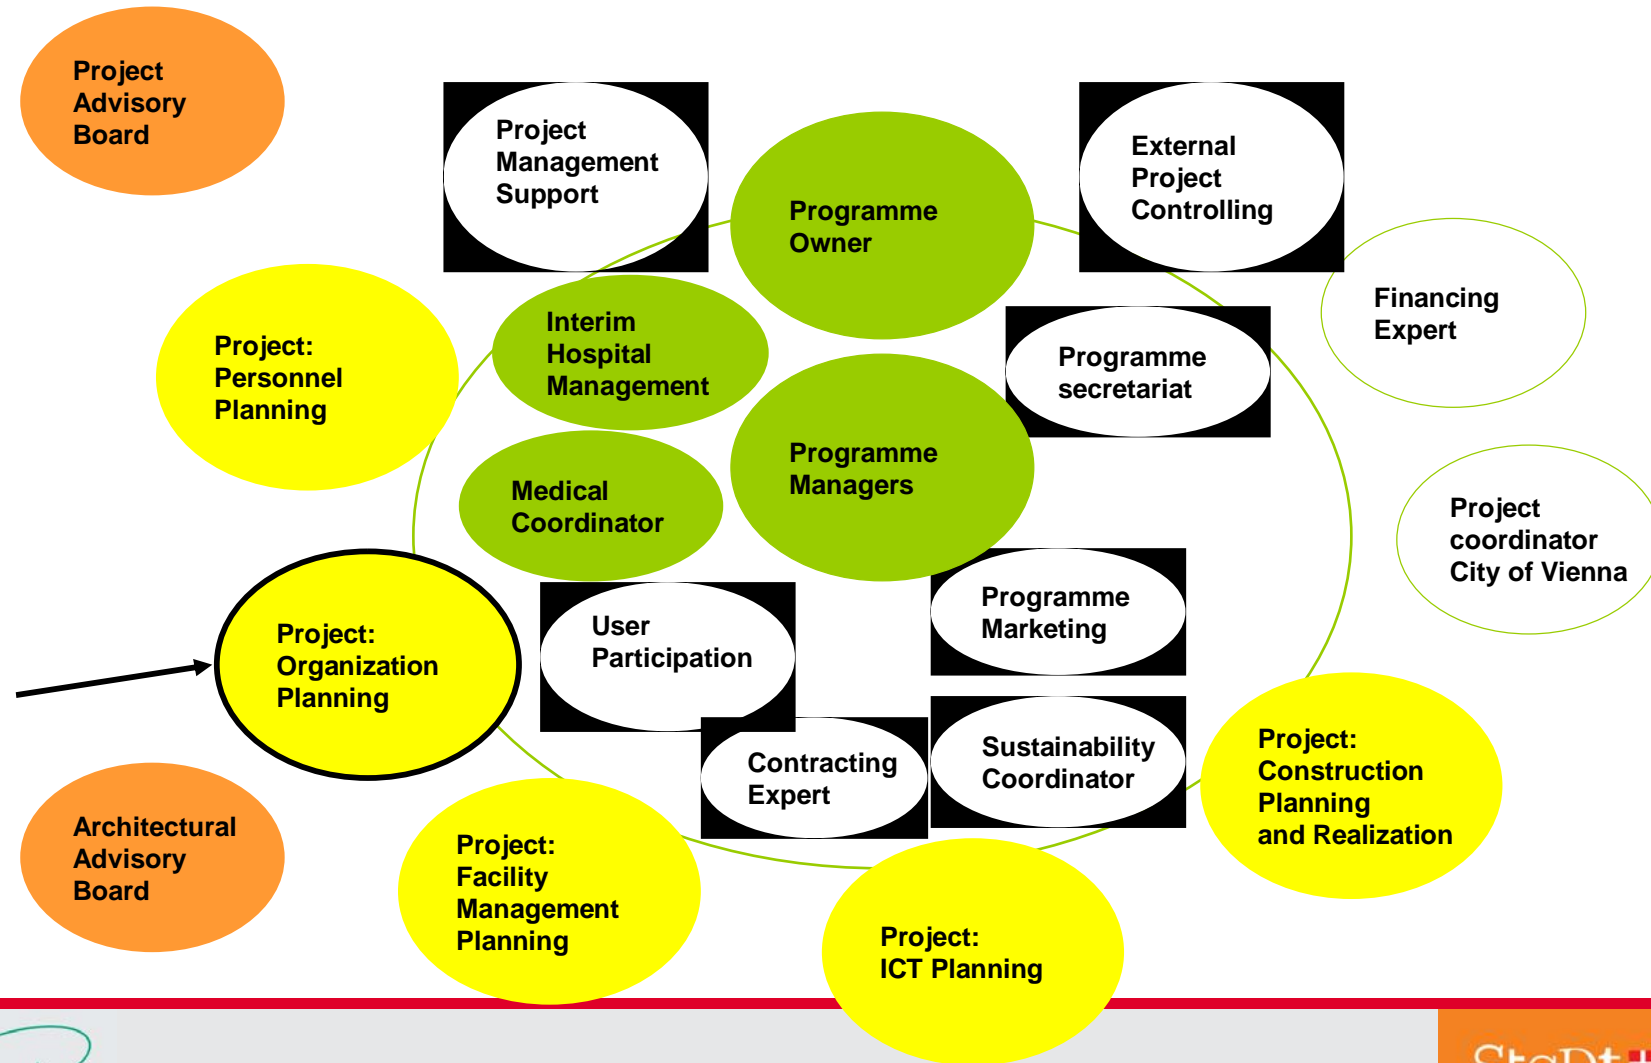 Project
Advisory
Board
Project
Management
Support
Programme
Owner
External
Project
Controlling
Financing
Expert
Project:
Personnel
Planning
Interim
Hospital
Management
Programme
secretariat
Medical
Coordinator
Programme
Managers
Project
coordinator
City of Vienna
Project:
Organization
Planning
User
Participation
Programme
Marketing
Contracting
Expert
Sustainability
Coordinator
Project:
Construction
Planning
and Realization
Architectural
Advisory
Board
Project:
Facility
Management
Planning
Project:
ICT Planning